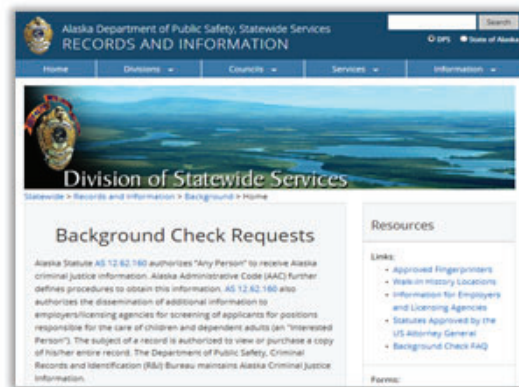 Alaska Department of Public Safety, Statewide Services
RECORDS AND INFORMATION
Search
DPS State of Alaska
Home Divisions Councils Services Information
Division of Statewide Services
Statewide > Records and Information > Background > Home
Background Check Requests
Alaska Statute AS 12.62.160 authorizes "Any Person" to receive Alaska
criminal justice information. Alaska Administrative Code (AAC) further
defines procedures to obtain this information. AS 12.62.160 also
authorizes the dissemination of additional information to
employers/licensing agencies for screening of applicants for positions
responsible for the care of children and dependent adults (an "Interested
Person"). The subject of a record is authorized to view or purchase a copy
of his/her entire record. The Department of Public Safety, Criminal
Records and Identification (R&I) Bureau maintains Alaska Criminal Justice
Information.
Resources
Links:
Approved Fingerprinters
Walk-in History Locations
Information for Employers
and Licensing Agencies
Statutes Approved by the
US Attorney General
Background Check FAQ
Forms: